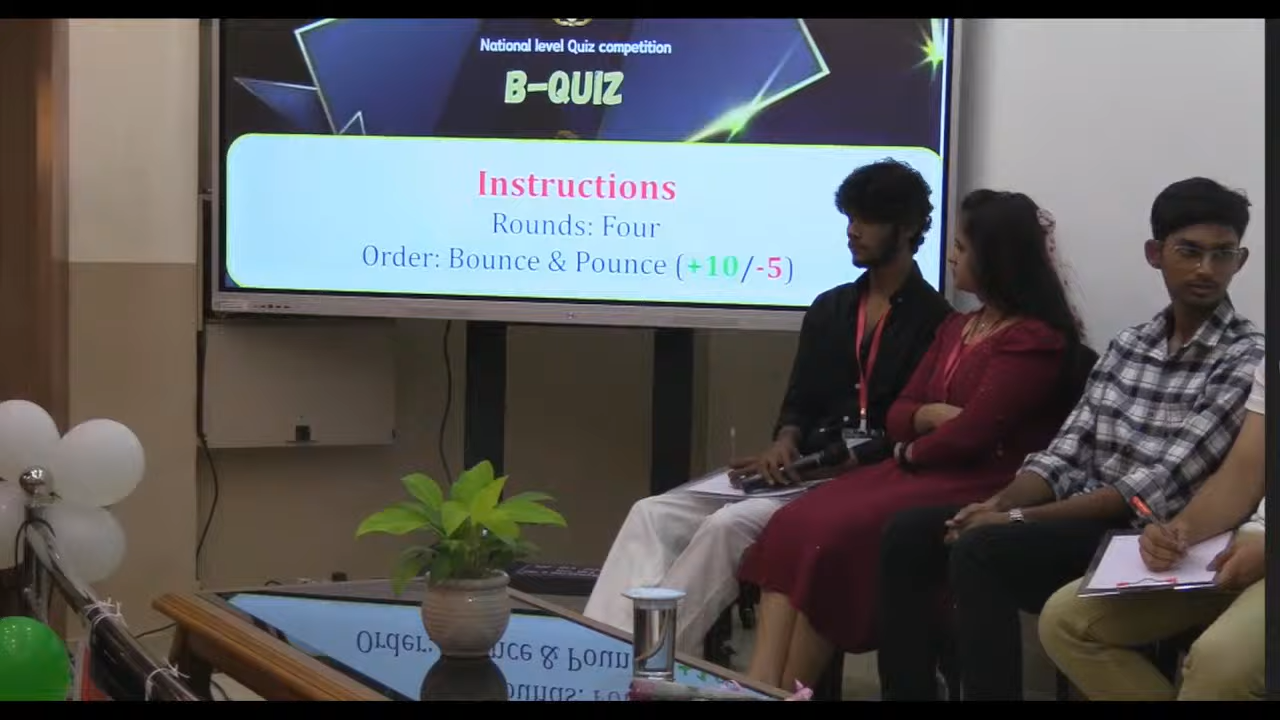 National level Quiz competition
B-QUIZ
Instructions
Rounds: Four
Order: Bounce & Pounce (+10/-5)